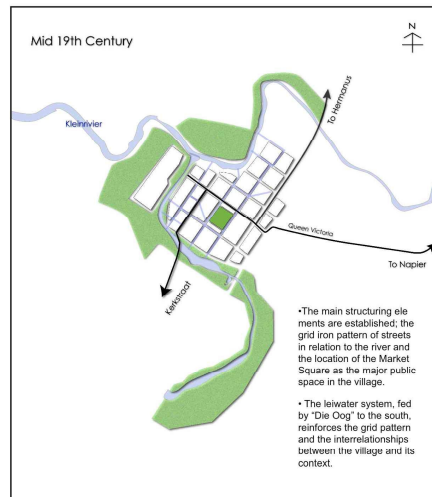 Mid 19th Century
N
Kleinrivier
To Hermanus
Queen Victoria
To Napier
Kerkstraat
•The main structuring ele
ments are established; the
grid iron pattern of streets
in relation to the river and
the location of the Market
Square as the major public
space in the village.
• The leiwater system, fed
by “Die Oog” to the south,
reinforces the grid pattern
and the interrelationships
between the village and its
context.